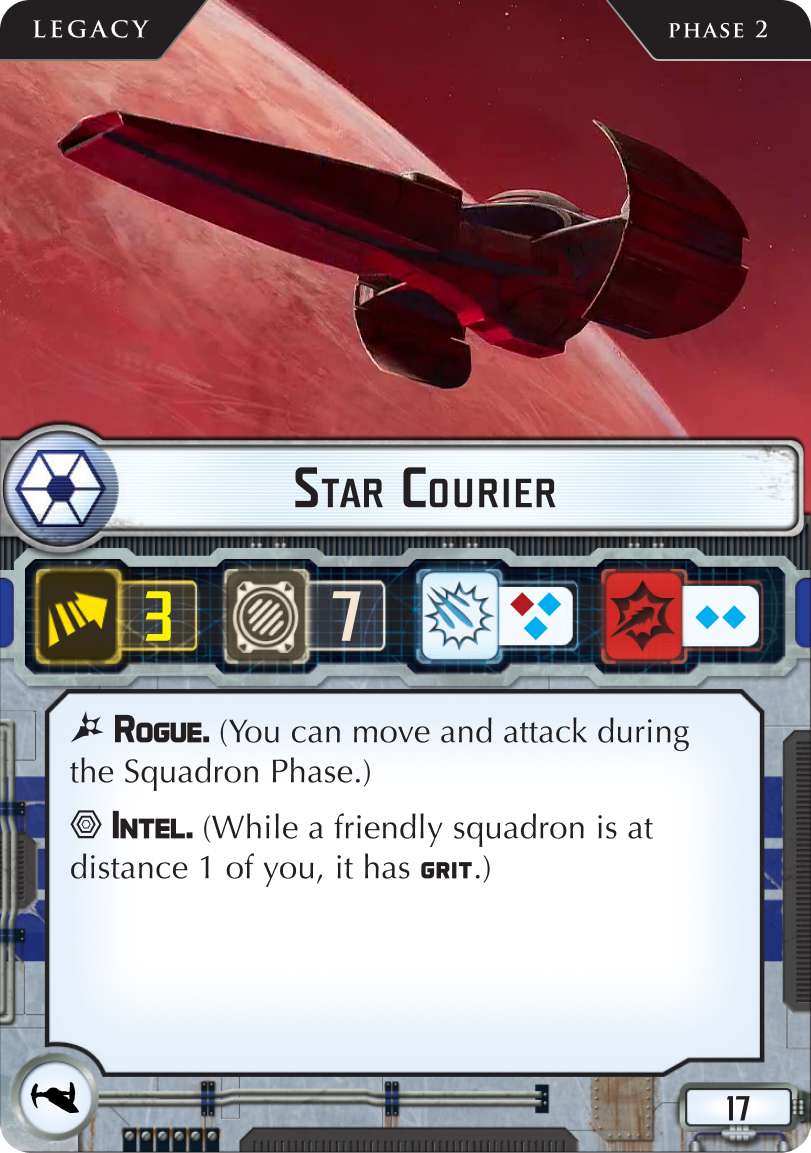 LEGACY
PHASE 2
STAR COURIER
3
7
ROGUE. (You can move and attack during
the Squadron Phase.)
INTEL. (While a friendly squadron is at
distance 1 of you, it has GRIT.)
17